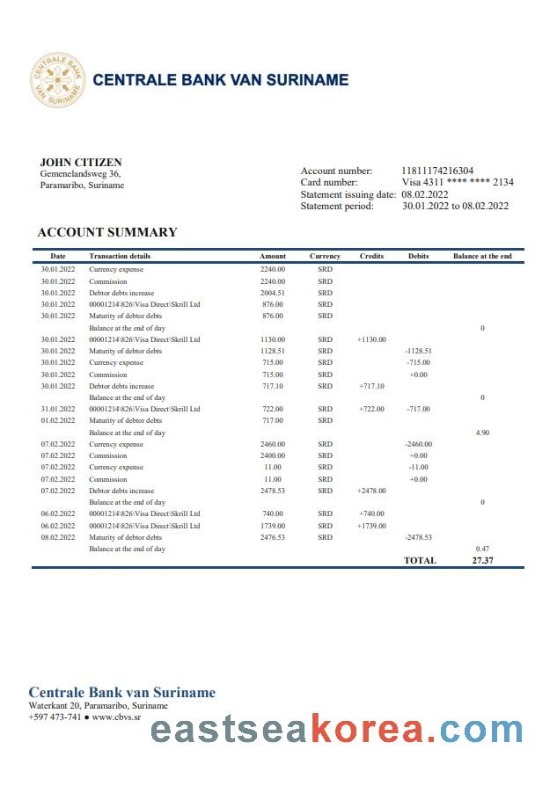 CENTRALE BANK VAN SURINAME
CENTRALE BANK VAN SURINAME
JOHN CITIZEN
Gemenelandsweg 36,
Paramaribo, Suriname
Account number: 11811174216304
Card number: Visa 4311 **** **** 2134
Statement issuing date: 08.02.2022
Statement period: 30.01.2022 to 08.02.2022
ACCOUNT SUMMARY
Date Transaction details Amount Currency Credits Debits Balance at the end
30.01.2022 Currency expense 2240.00 SRD
30.01.2022 Commission 2240.00 SRD
30.01.2022 Debtor debts increase 2004.51 SRD
30.01.2022 00001214\826\Visa Direct\Skrill Ltd 876.00 SRD
30.01.2022 Maturity of debtor debts 876.00 SRD
Balance at the end of day 0
30.01.2022 00001214\826\Visa Direct\Skrill Ltd 1130.00 SRD +1130.00
30.01.2022 Maturity of debtor debts 1128.51 SRD -1128.51
30.01.2022 Currency expense 715.00 SRD -715.00
30.01.2022 Commission 715.00 SRD +0.00
30.01.2022 Debtor debts increase 717.10 SRD +717.10
Balance at the end of day 0
31.01.2022 00001214\826\Visa Direct\Skrill Ltd 722.00 SRD +722.00 -717.00
01.02.2022 Maturity of debtor debts 717.00 SRD
Balance at the end of day 4.90
07.02.2022 Currency expense 2460.00 SRD -2460.00
07.02.2022 Commission 2400.00 SRD +0.00
07.02.2022 Currency expense 11.00 SRD -11.00
07.02.2022 Commission 11.00 SRD +0.00
07.02.2022 Debtor debts increase 2478.53 SRD +2478.00
Balance at the end of day 0
06.02.2022 00001214\826\Visa Direct\Skrill Ltd 740.00 SRD +740.00
06.02.2022 00001214\826\Visa Direct\Skrill Ltd 1739.00 SRD +1739.00
08.02.2022 Maturity of debtor debts 2476.53 SRD -2478.53
Balance at the end of day 0.47
TOTAL 27.37
Centrale Bank van Suriname
Waterkant 20, Paramaribo, Suriname
+597 473-741 ● www.cbvs.sr
eastseakorea.com